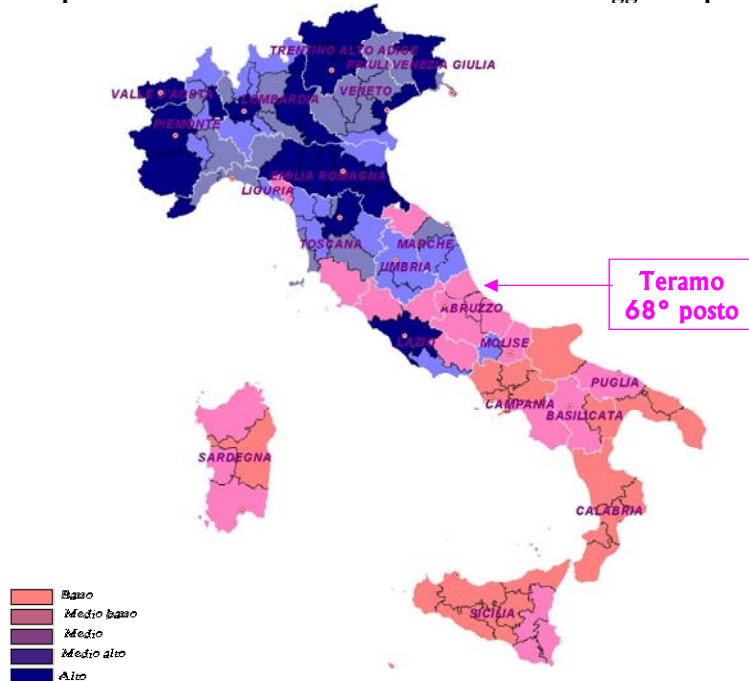 TRENTINO ALTO ADIGE
FRIULI VENEZIA GIULIA
VALLE D'AOSTA
LOMBARDIA
VENETO
PIEMONTE
EMILIA ROMAGNA
LIGURIA
TOSCANA
MARCHE
UMBRIA
Teramo
68° posto
ABRUZZO
LAZIO
MOLISE
PUGLIA
CAMPANIA
BASILICATA
SARDEGNA
CALABRIA
SICILIA
Basso
Medio basso
Medio
Medio alto
Alto